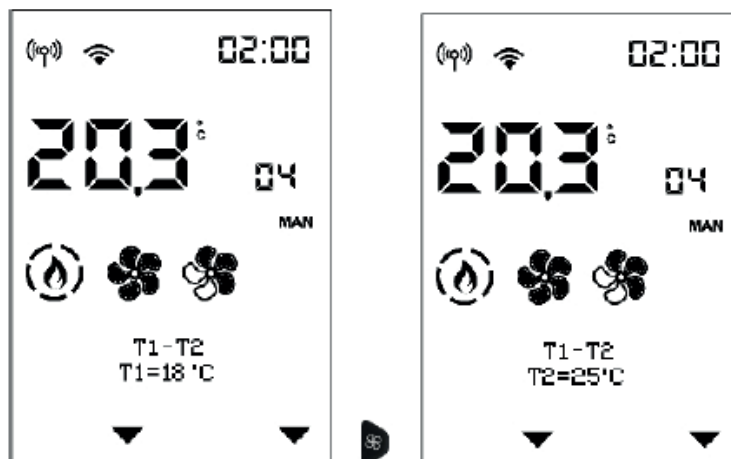 02:00
20.3 °C
04
MAN
T1-T2
T1=18 °C
02:00
20.3 °C
04
MAN
T1-T2
T2=25°C